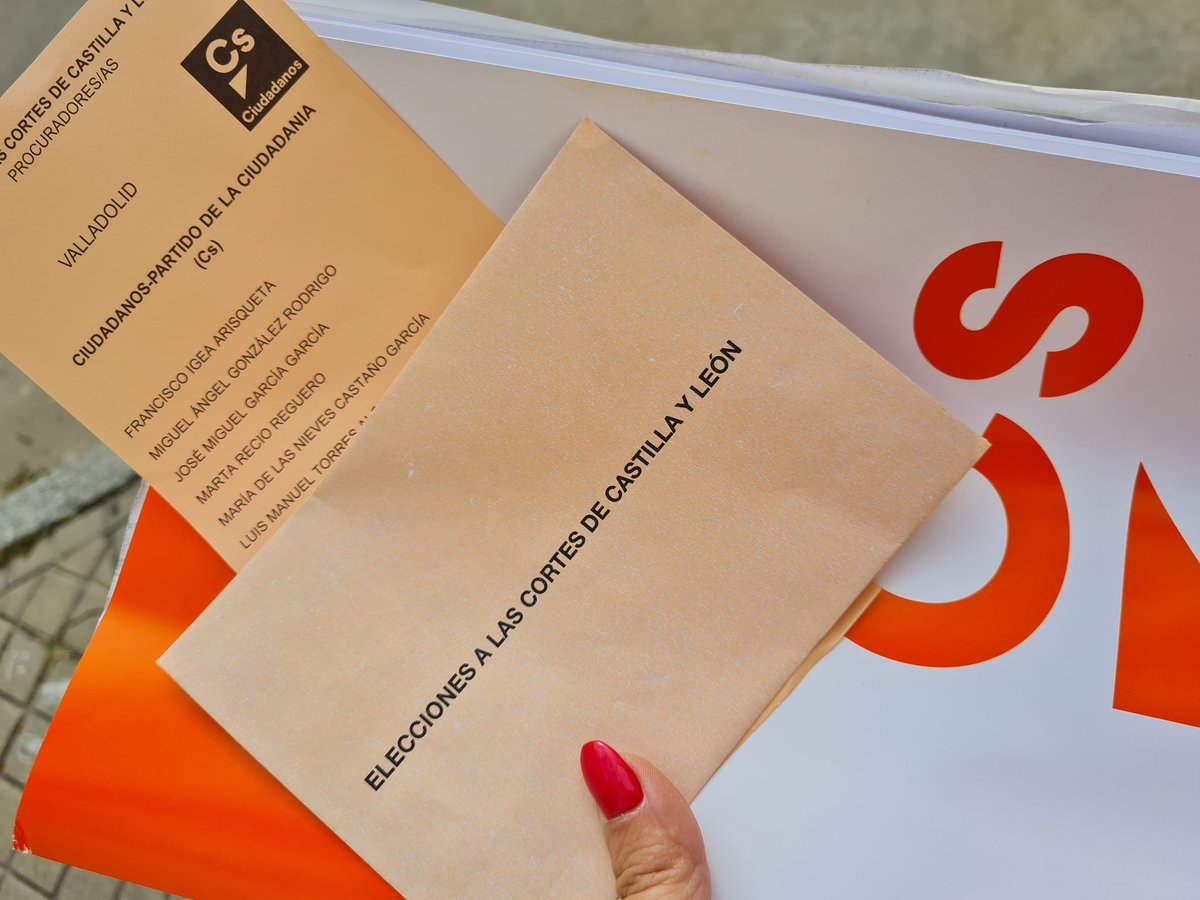 CORTES DE CASTILLA Y
PROCURADORES/AS
Cs
Ciudadanos
VALLADOLID
CIUDADANOS-PARTIDO DE LA CIUDADANIA
(Cs)
FRANCISCO IGEA ARISQUETA
MIGUEL ÁNGEL GONZÁLEZ RODRIGO
JOSÉ MIGUEL GARCÍA GARCÍA
MARTA RECIO REGUERO
MARÍA DE LAS NIEVES CASTAÑO GARCÍA
LUIS MANUEL TORRES
ELECCIONES A LAS CORTES DE CASTILLA Y LEÓN
Cs